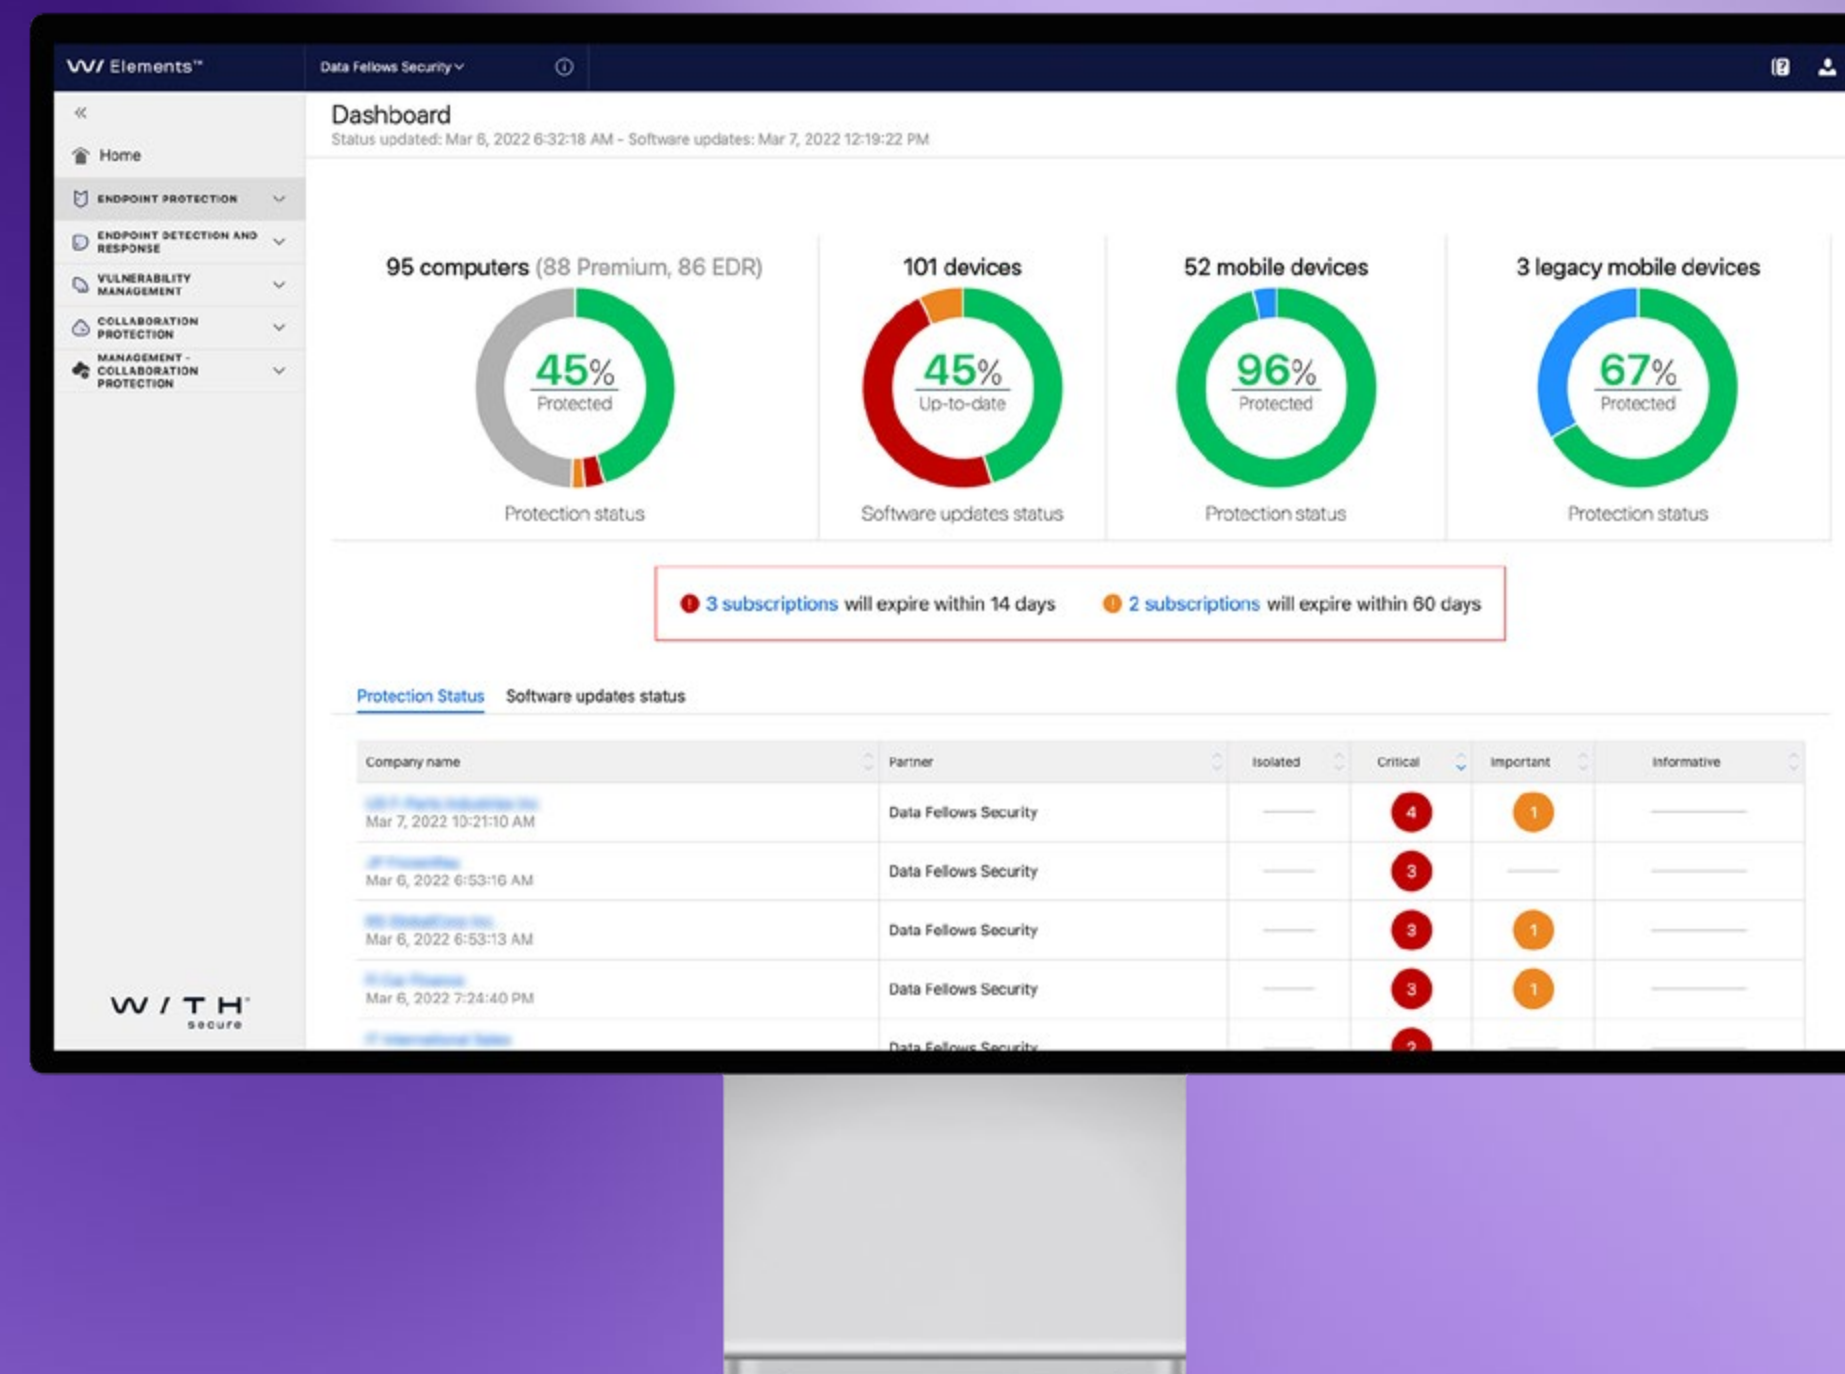 W/ Elements™
Data Fellows Security
Home
ENDPOINT PROTECTION
ENDPOINT DETECTION AND
RESPONSE
VULNERABILITY
MANAGEMENT
COLLABORATION
PROTECTION
MANAGEMENT -
COLLABORATION
PROTECTION
W/TH
secure
Dashboard
Status updated: Mar 6, 2022 6:32:18 AM - Software updates: Mar 7, 2022 12:19:22 PM
95 computers (88 Premium, 86 EDR)
45%
Protected
Protection status
101 devices
45%
Up-to-date
Software updates status
52 mobile devices
96%
Protected
Protection status
3 legacy mobile devices
67%
Protected
Protection status
3 subscriptions will expire within 14 days
2 subscriptions will expire within 60 days
Protection Status Software updates status
Company name Partner Isolated Critical Important Informative
Data Fellows Security 4 1
Mar 7, 2022 10:21:10 AM
Data Fellows Security 3
Mar 6, 2022 6:53:16 AM
Data Fellows Security 3 1
Mar 6, 2022 6:53:13 AM
Data Fellows Security 3 1
Mar 6, 2022 7:24:40 PM
Data Fellows Security 2